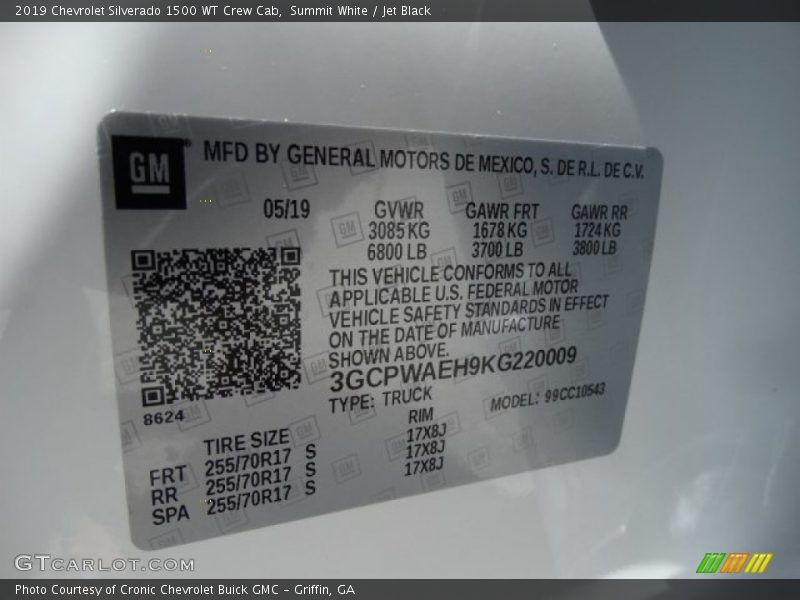 2019 Chevrolet Silverado 1500 WT Crew Cab, Summit White / Jet Black
GM
MFD BY GENERAL MOTORS DE MEXICO, S. DE R.L. DE C.V.
05/19 GVWR GAWR FRT GAWR RR
3085 KG 1678 KG 1724 KG
6800 LB 3700 LB 3800 LB
THIS VEHICLE CONFORMS TO ALL
APPLICABLE U.S. FEDERAL MOTOR
VEHICLE SAFETY STANDARDS IN EFFECT
ON THE DATE OF MANUFACTURE
SHOWN ABOVE.
3GCPWAEH9KG220009
TYPE: TRUCK MODEL: 99CC10543
8624
TIRE SIZE RIM
FRT 255/70R17 S 17X8J
RR 255/70R17 S 17X8J
SPA 255/70R17 S 17X8J
GTCARLOT.COM
Photo Courtesy of Cronic Chevrolet Buick GMC - Griffin, GA